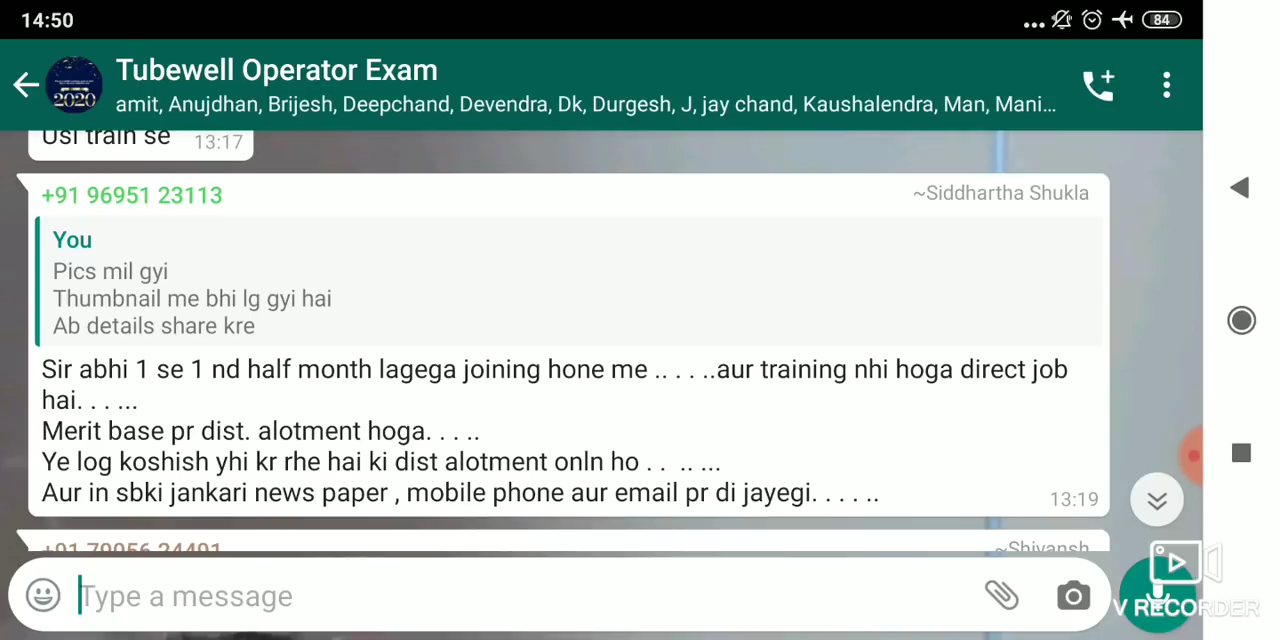 14:50
84
Tubewell Operator Exam
2020
amit, Anujdhan, Brijesh, Deepchand, Devendra, Dk, Durgesh, J, jay chand, Kaushalendra, Man, Mani...
Usi train se 13:17
+91 96951 23113 ~Siddhartha Shukla
You
Pics mil gyi
Thumbnail me bhi lg gyi hai
Ab details share kre
Sir abhi 1 se 1 nd half month lagega joining hone me .. . . ..aur training nhi hoga direct job
hai. . . ...
Merit base pr dist. alotment hoga. . . ..
Ye log koshish yhi kr rhe hai ki dist alotment onln ho . . .. ...
Aur in sbki jankari news paper , mobile phone aur email pr di jayegi. . . . ..
13:19
+91 79056 24491 ~Shivansh
Type a message
V RECORDER